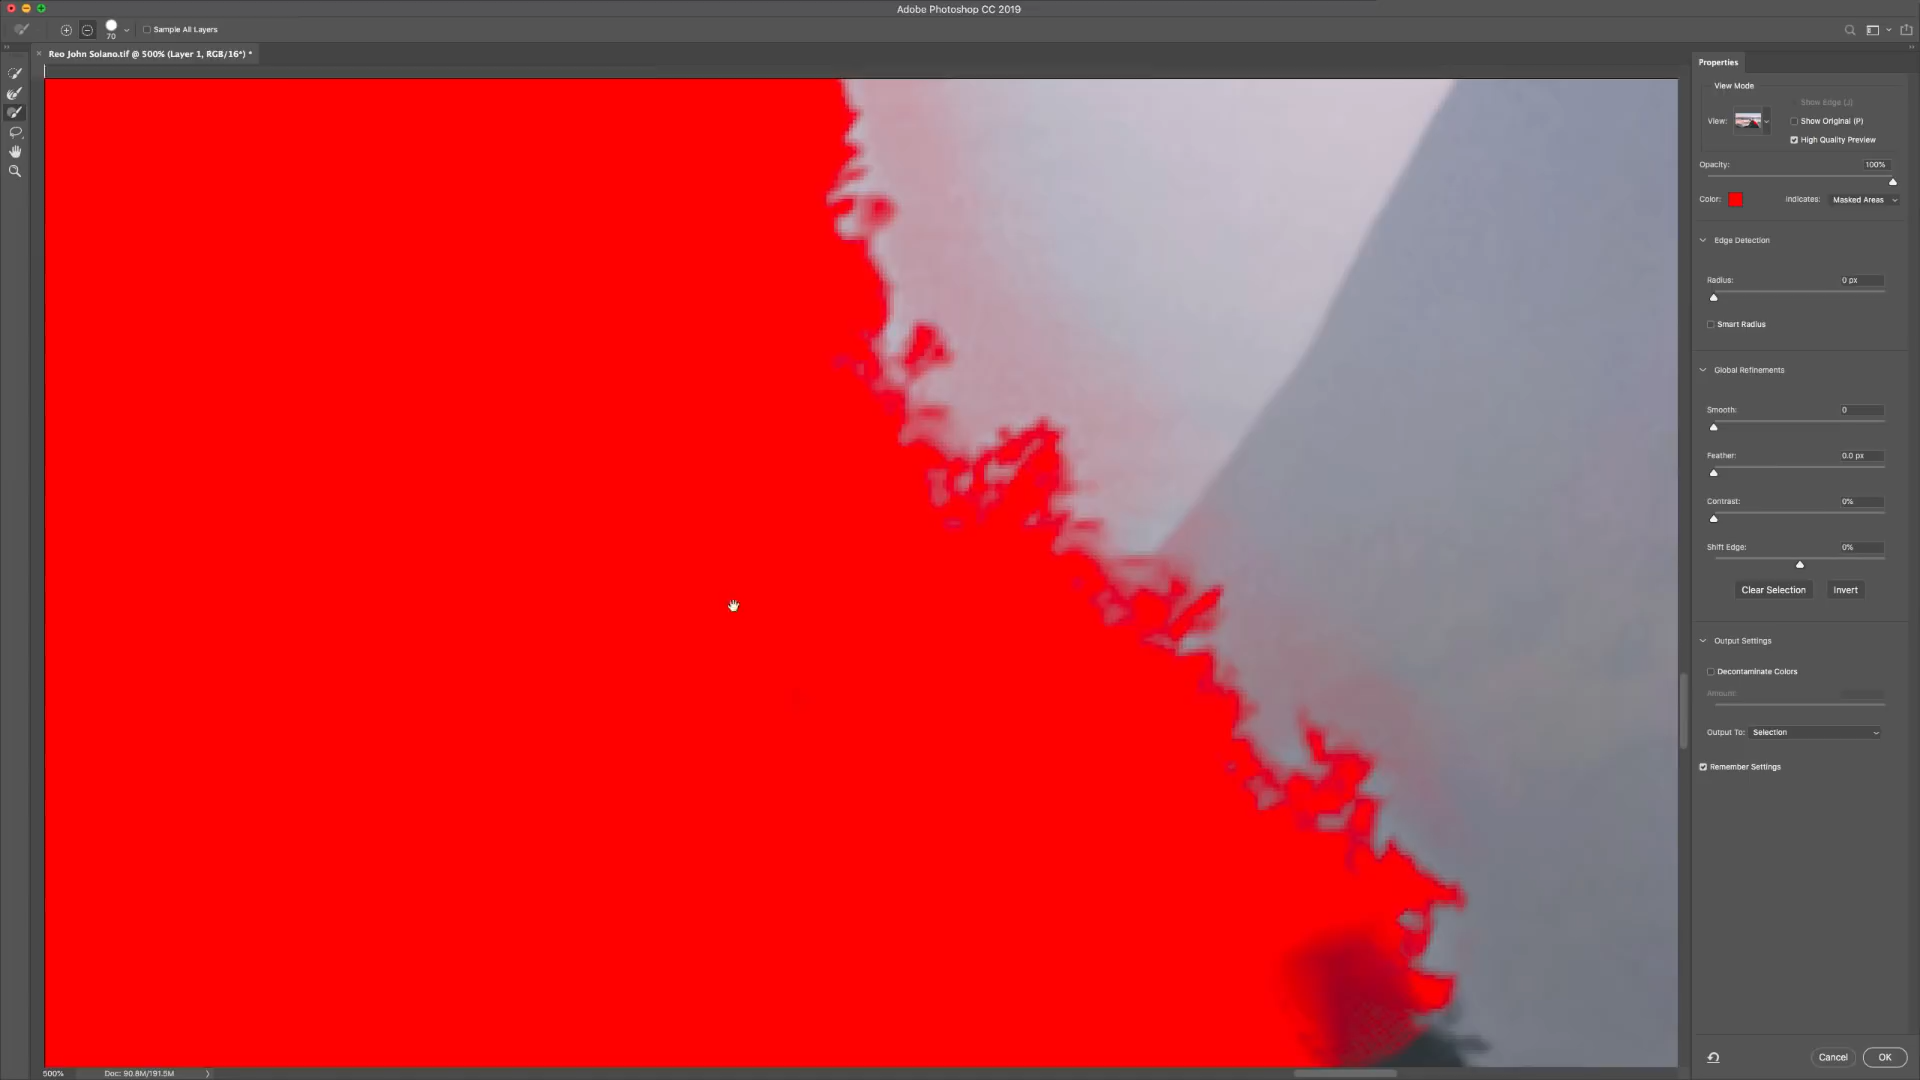 Adobe Photoshop CC 2019
70
Sample All Layers
Reo John Solano.tif @ 500% (Layer 1, RGB/16*) *
Properties
View Mode
Show Edge (J)
View:
Show Original (P)
High Quality Preview
Opacity:
100%
Color:
Indicates:
Masked Areas
Edge Detection
Radius:
0 px
Smart Radius
Global Refinements
Smooth:
0
Feather:
0.0 px
Contrast:
0%
Shift Edge:
0%
Clear Selection
Invert
Output Settings
Decontaminate Colors
Amount:
Output To:
Selection
Remember Settings
Cancel
OK
500%
Doc: 90.8M/191.5M